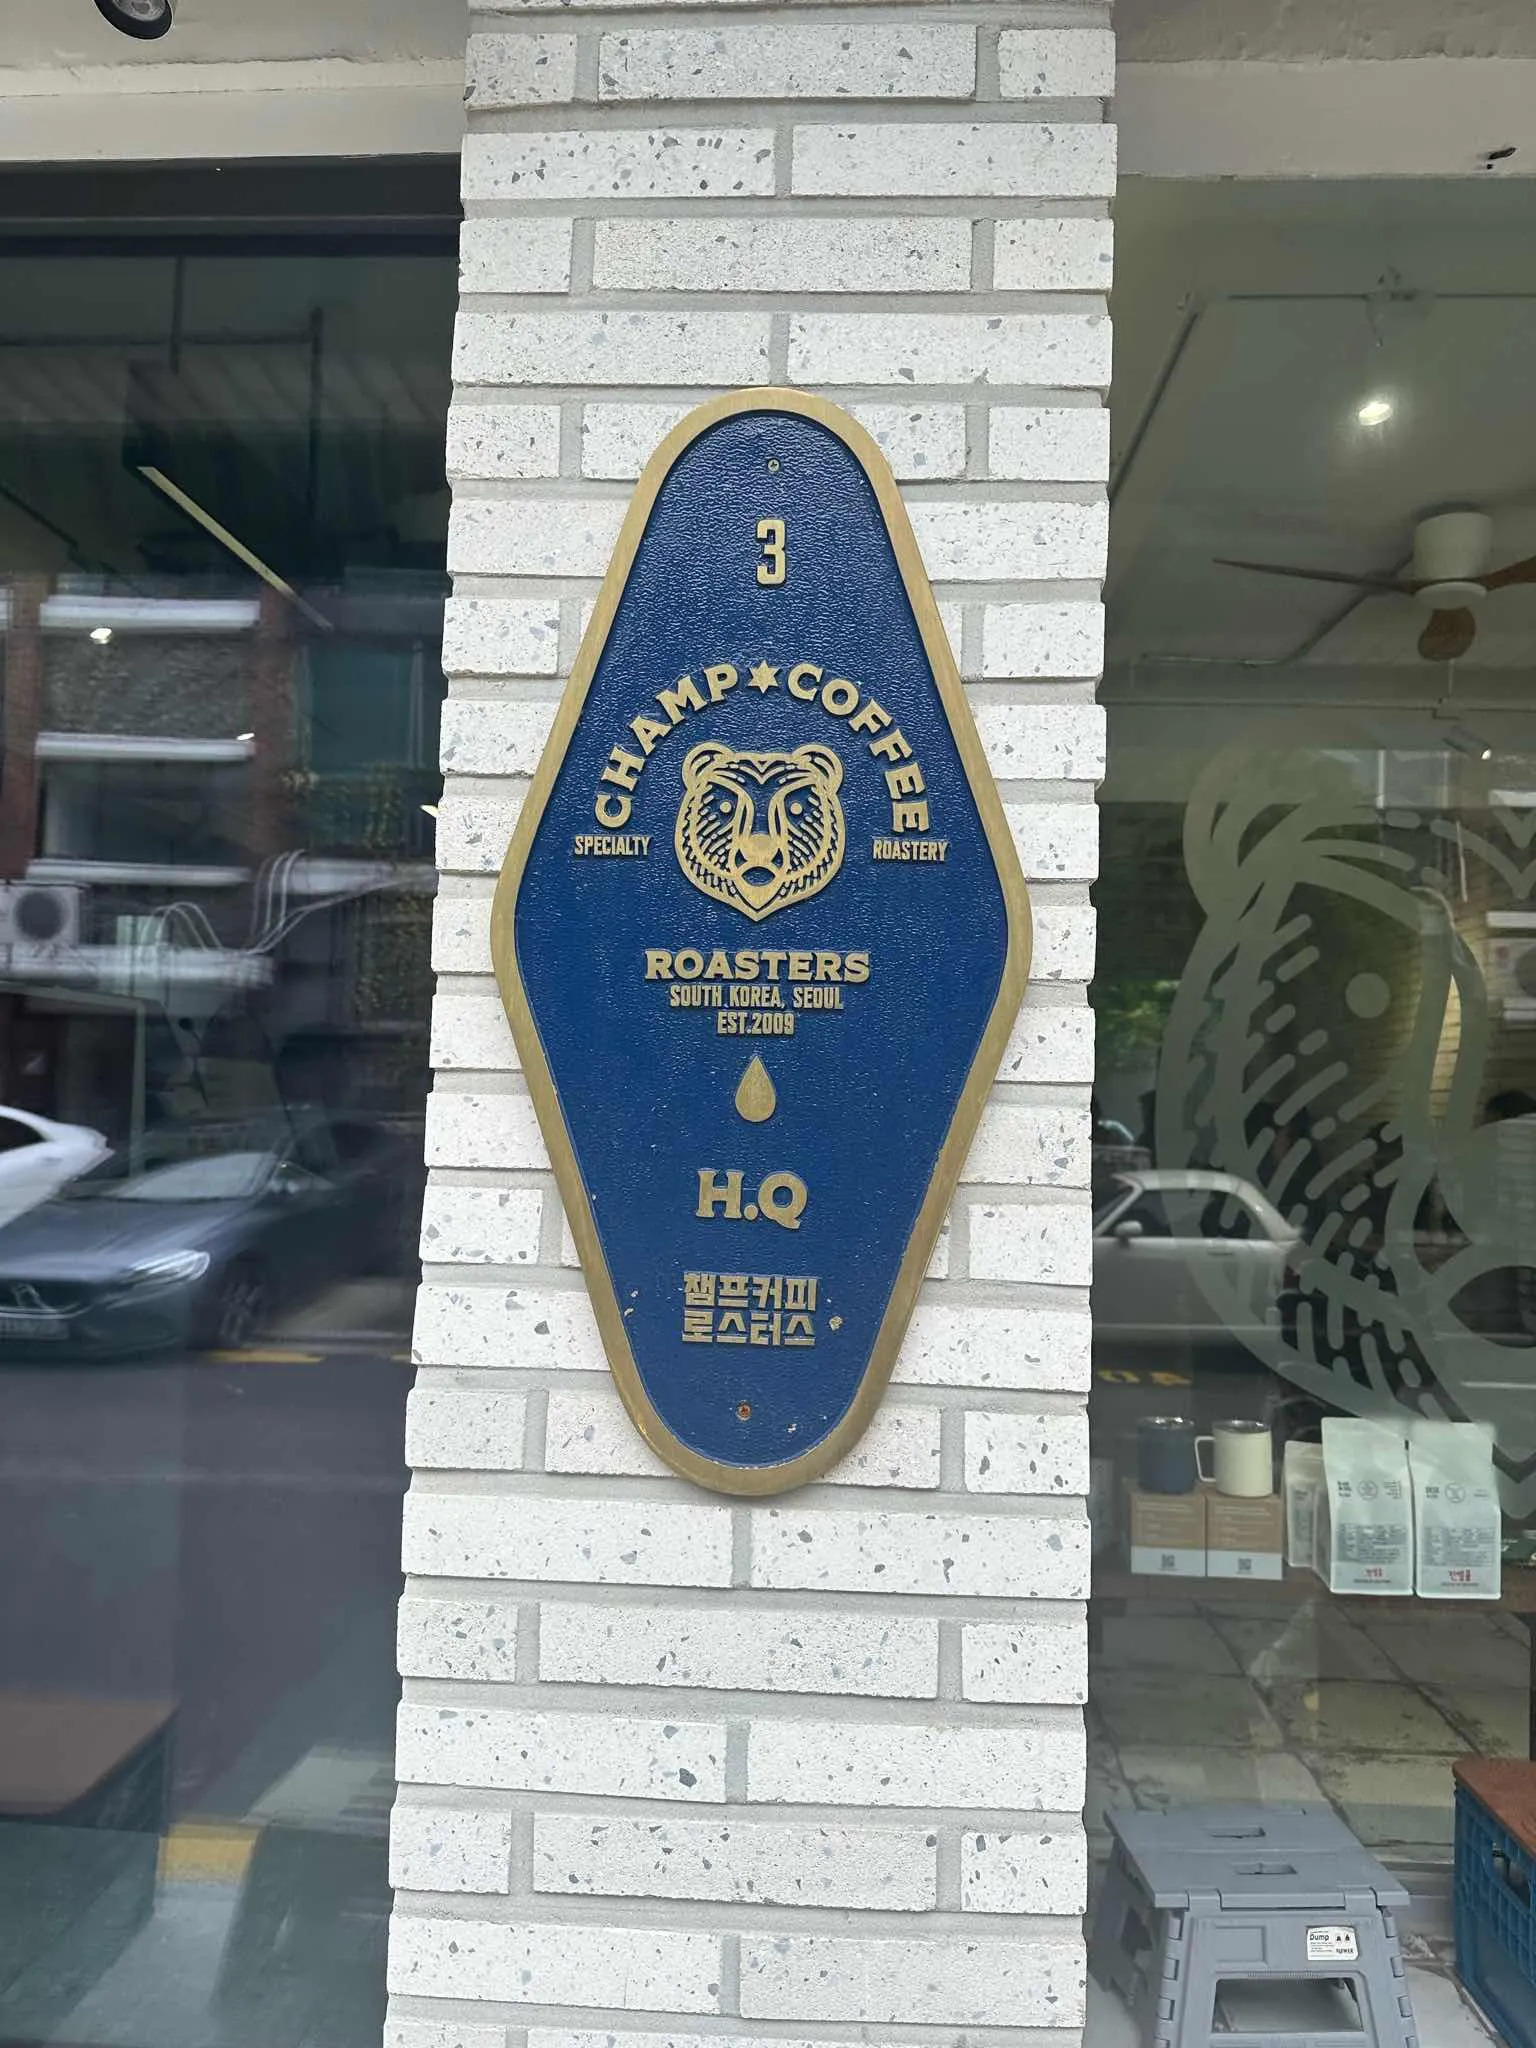 3
CHAMP COFFEE
SPECIALTY
ROASTERY
ROASTERS
SOUTH KOREA, SEOUL
EST.2009
H.Q
챔프커피
로스터스
Dump